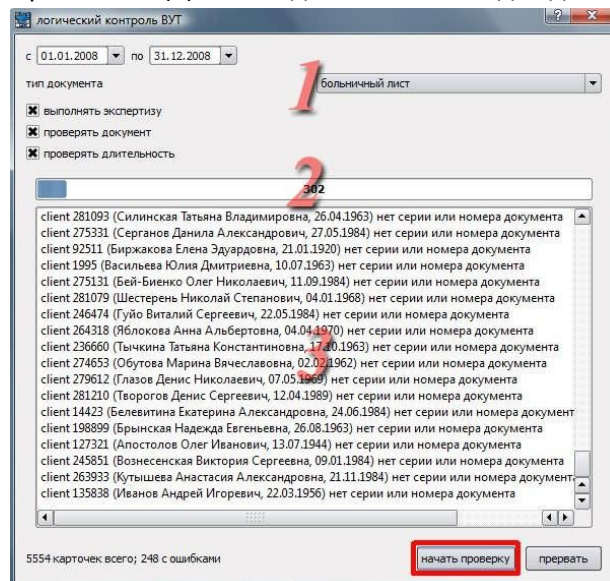 логический контроль ВУТ
с 01.01.2008 по 31.12.2008
1
тип документа больничный лист
выполнять экспертизу
проверять документ
проверять длительность
2
302
client 281093 (Силинская Татьяна Владимировна, 26.04.1963) нет серии или номера документа
client 275331 (Серганов Данила Александрович, 27.05.1984) нет серии или номера документа
client 92511 (Биржакова Елена Эдуардовна, 21.01.1920) нет серии или номера документа
client 1995 (Васильева Юлия Дмитриевна, 10.07.1963) нет серии или номера документа
client 275131 (Бей-Биенко Олег Николаевич, 11.09.1984) нет серии или номера документа
client 281079 (Шестерень Николай Степанович, 04.01.1968) нет серии или номера документа
client 246474 (Гуйо Виталий Сергеевич, 22.05.1984) нет серии или номера документа
client 264318 (Яблокова Анна Альбертовна, 04.04.1970) нет серии или номера документа
client 236660 (Тычкина Татьяна Константиновна, 17.10.1963) нет серии или номера документа
client 274653 (Обутова Марина Вячеславовна, 02.02.1962) нет серии или номера документа
3
client 279612 (Глазов Денис Николаевич, 07.05.1969) нет серии или номера документа
client 281210 (Творогов Денис Сергеевич, 12.04.1989) нет серии или номера документа
client 14423 (Белевитина Екатерина Александровна, 24.06.1984) нет серии или номера документ
client 198899 (Брынская Надежда Евгеньевна, 26.08.1963) нет серии или номера документа
client 127321 (Апостолов Олег Иванович, 13.07.1944) нет серии или номера документа
client 245851 (Вознесенская Виктория Сергеевна, 09.01.1984) нет серии или номера документа
client 263933 (Кутышева Анастасия Александровна, 21.11.1984) нет серии или номера документа
client 135838 (Иванов Андрей Игоревич, 22.03.1956) нет серии или номера документа
5554 карточек всего; 248 с ошибками
начать проверку прервать